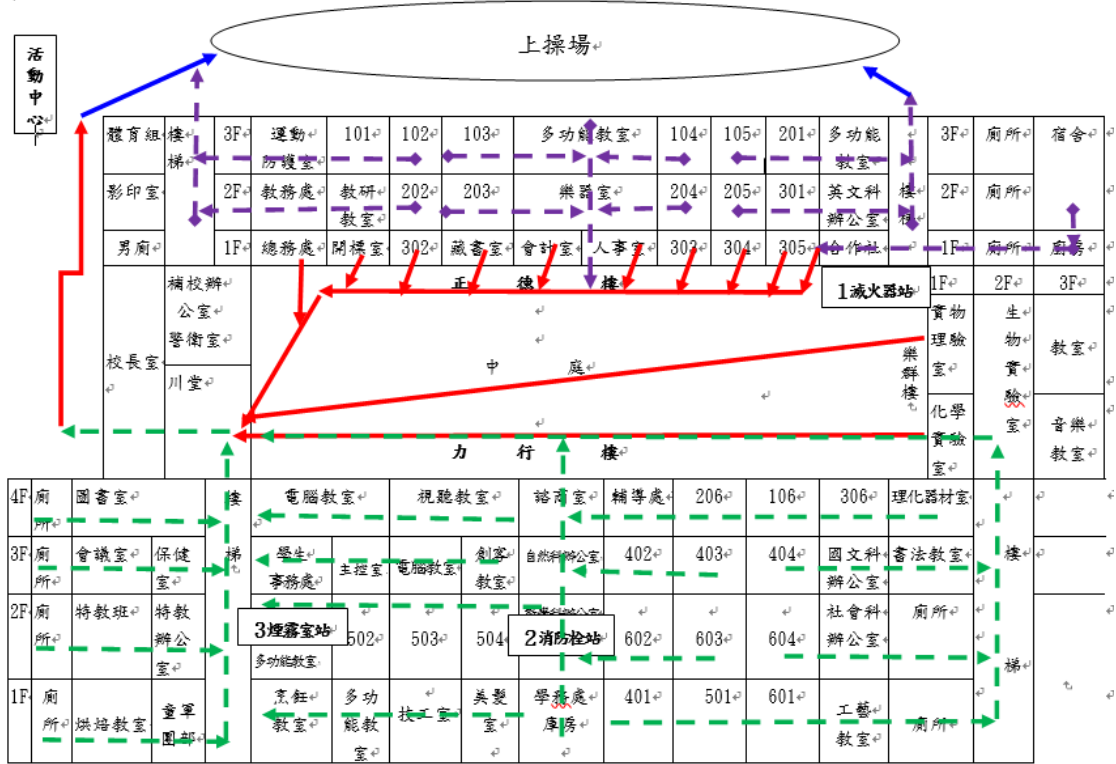 上操場
活動中心
體育組 樓梯 3F 運動防護室 101 102 103 多功能教室 104 105 201 多功能教室 樓梯 3F 廁所 宿舍
影印室 2F 教務處 教研教室 202 203 樂器室 204 205 301 英文科辦公室 2F 廁所
男廁 1F 總務處 開標室 302 藏書室 會計室 人事室 303 304 305 合作社 1F 廁所 廚房
正 德 樓
1滅火器站
1F 2F 3F
校長室
補校辦公室
警衛室
川堂
中 庭
樂群樓
實物理驗室
生物實驗室
教室
化學實驗室
音樂教室
力 行 樓
4F 廁所 圖書室 樓梯 電腦教室 視聽教室 諮商室 輔導處 206 106 306 理化器材室
3F 廁所 會議室 保健室 學生事務處 主控室 電腦教室 創客教室 自然科辦公室 402 403 404 國文科辦公室 書法教室 樓梯
2F 廁所 特教班 特教辦公室 多功能教室 502 503 504 602 603 604 社會科辦公室 廁所
3煙霧室站
2消防栓站
1F 廁所 烘焙教室 童軍團部 烹飪教室 多功能教室 技工室 美髮室 學務處庫房 401 501 601 工藝教室 廁所